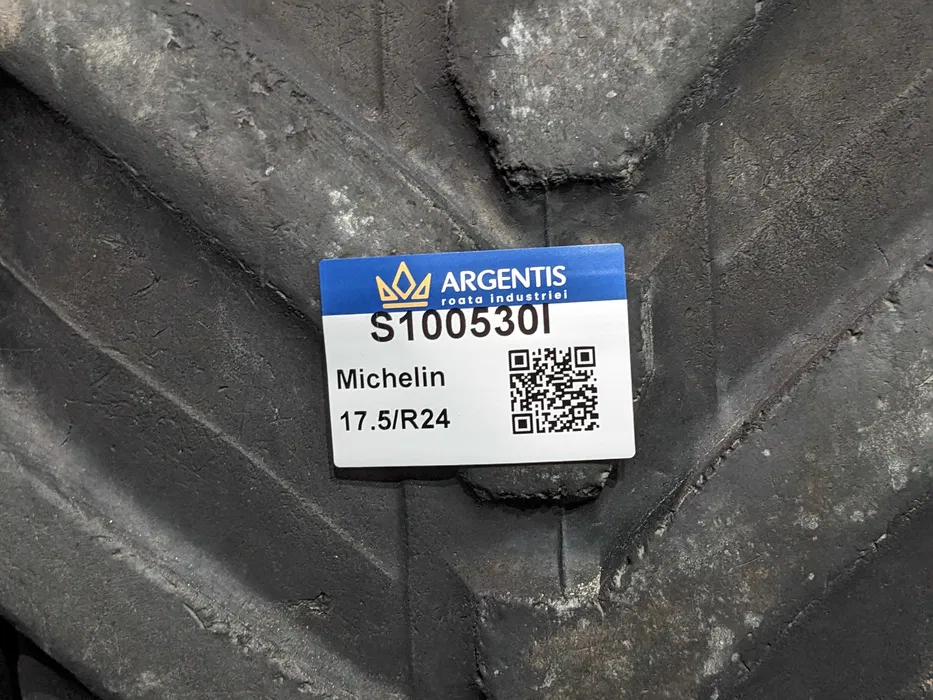 ARGENTIS
roata industriei
S100530I
Michelin
17.5/R24